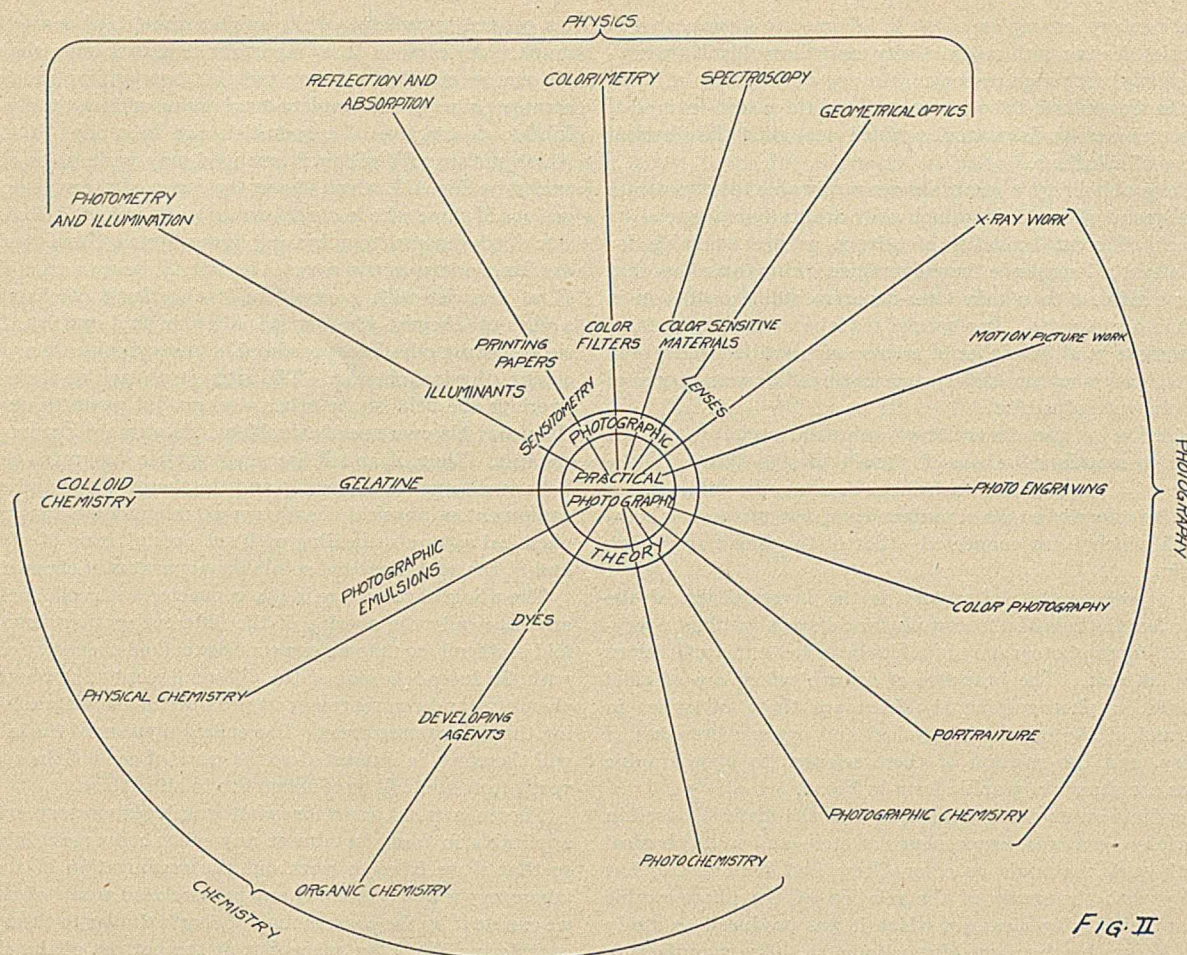 PHYSICS
REFLECTION AND
ABSORPTION
COLORIMETRY
SPECTROSCOPY
GEOMETRICAL OPTICS
PHOTOMETRY
AND ILLUMINATION
X-RAY WORK
MOTION PICTURE WORK
PRINTING
PAPERS
COLOR
FILTERS
COLOR SENSITIVE
MATERIALS
ILLUMINANTS
SENSITOMETRY
LENSES
PHOTOGRAPHIC
PRACTICAL
PHOTOGRAPHY
THEORY
COLLOID
CHEMISTRY
GELATINE
PHOTO ENGRAVING
PHOTOGRAPHY
PHOTOGRAPHIC
EMULSIONS
DYES
COLOR PHOTOGRAPHY
PHYSICAL CHEMISTRY
DEVELOPING
AGENTS
PORTRAITURE
PHOTOGRAPHIC CHEMISTRY
PHOTOCHEMISTRY
ORGANIC CHEMISTRY
CHEMISTRY
FIG. II